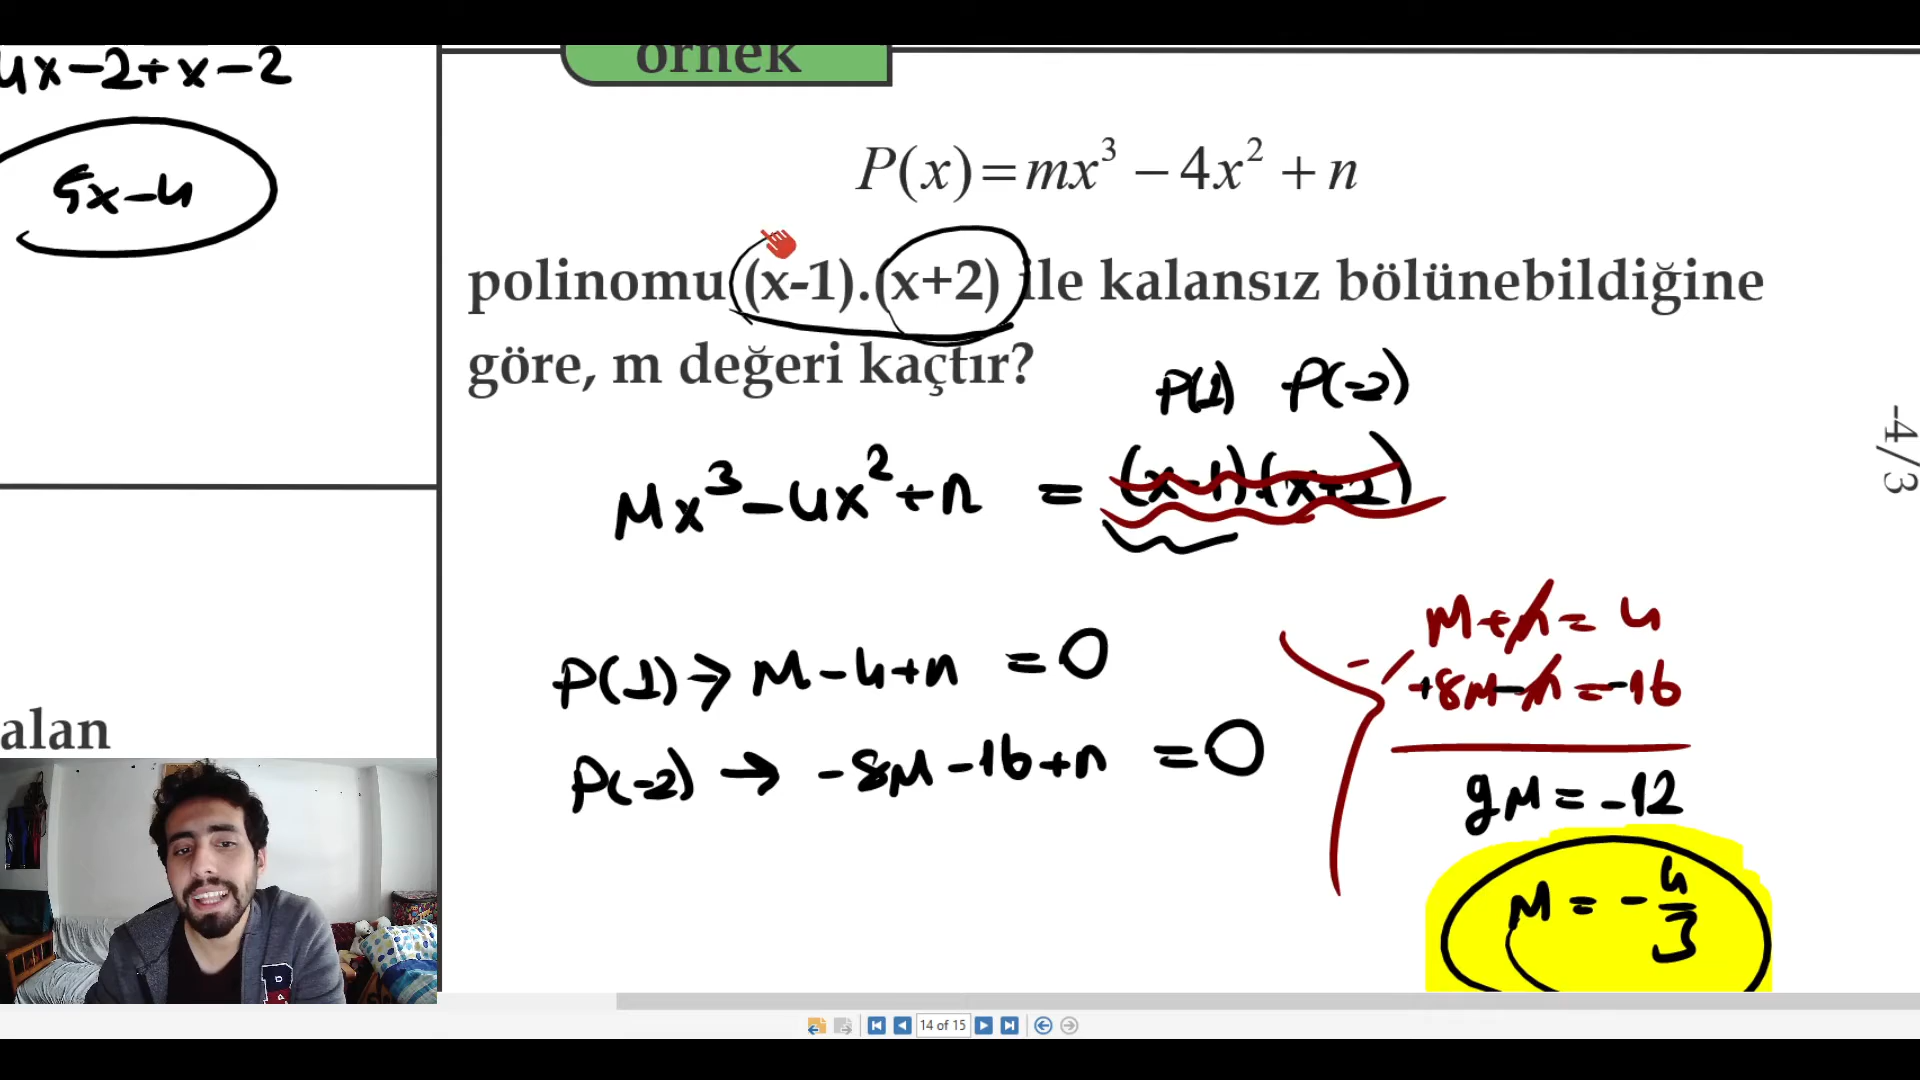 4x-2+x-2
5x-4
alan
örnek
P(x)=mx³-4x²+n
polinomu (x-1).(x+2) ile kalansız bölünebildiğine
göre, m değeri kaçtır?
P(1) P(-2)
Mx³-4x²+n = (x-1)(x+2)
P(1)→ M-4+n =0
P(-2) → -8M-16+n =0
-4/3
M+n=4
+8M-n=-16
9M=-12
M=-4/3
14 of 15